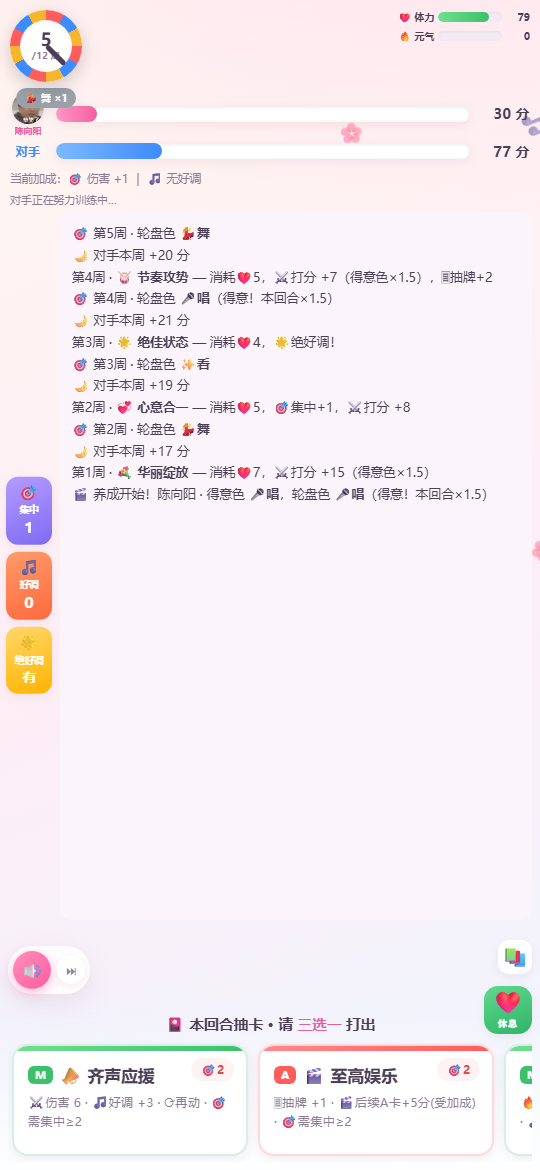 5
/12
体力 79
元气 0
舞 ×1
陈向阳
30 分
对手
77 分
当前加成: 伤害 +1 | 无好调
对手正在努力训练中...
第5周 · 轮盘色 舞
对手本周 +20 分
第4周 · 节奏攻势 — 消耗5, 打分 +7（得意色×1.5）, 抽牌+2
第4周 · 轮盘色 唱（得意！本回合×1.5）
对手本周 +21 分
第3周 · 绝佳状态 — 消耗4, 绝好调!
第3周 · 轮盘色
对手本周 +19 分
第2周 · 心意合一 — 消耗5, 集中+1, 打分 +8
第2周 · 轮盘色 舞
对手本周 +17 分
第1周 · 华丽绽放 — 消耗7, 打分 +15（得意色×1.5）
养成开始！陈向阳 · 得意色 唱, 轮盘色 唱（得意！本回合×1.5）
集中
1
好调
0
绝好调
有
休息
本回合抽卡 • 请 三选一 打出
M 齐声应援 2
伤害 6 · 好调 +3 · 再动 ·
需集中≥2
A 至高娱乐 2
抽牌 +1 · 后续A卡+5分(受加成)
· 需集中≥2